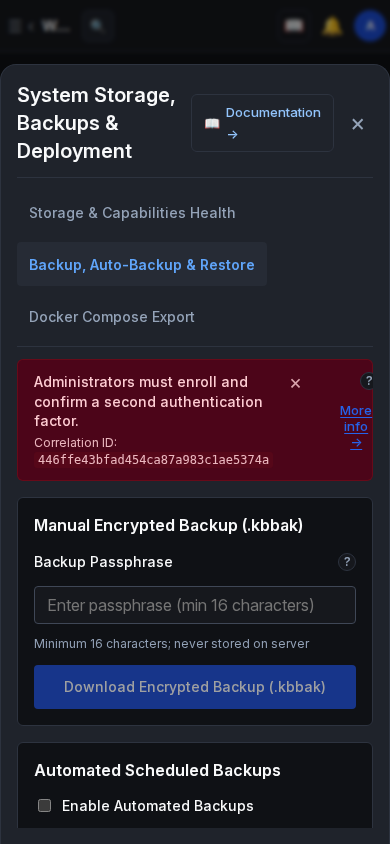 W...
A
System Storage,
Backups &
Deployment
Documentation
→
×
Storage & Capabilities Health
Backup, Auto-Backup & Restore
Docker Compose Export
Administrators must enroll and
confirm a second authentication
factor.
Correlation ID:
446ffe43bfad454ca87a983c1ae5374a
×
?
More
info
→
Manual Encrypted Backup (.kbbak)
Backup Passphrase
?
Enter passphrase (min 16 characters)
Minimum 16 characters; never stored on server
Download Encrypted Backup (.kbbak)
Automated Scheduled Backups
Enable Automated Backups